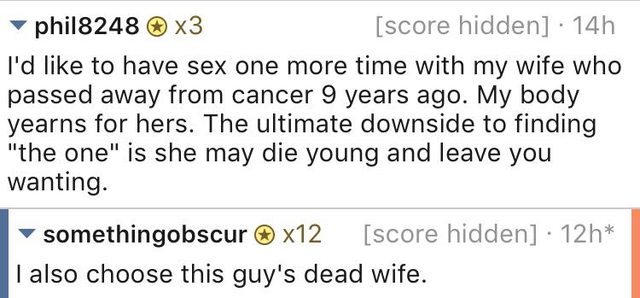 phil8248 x3 [score hidden] · 14h
I'd like to have sex one more time with my wife who
passed away from cancer 9 years ago. My body
yearns for hers. The ultimate downside to finding
"the one" is she may die young and leave you
wanting.
somethingobscur x12 [score hidden] · 12h*
I also choose this guy's dead wife.